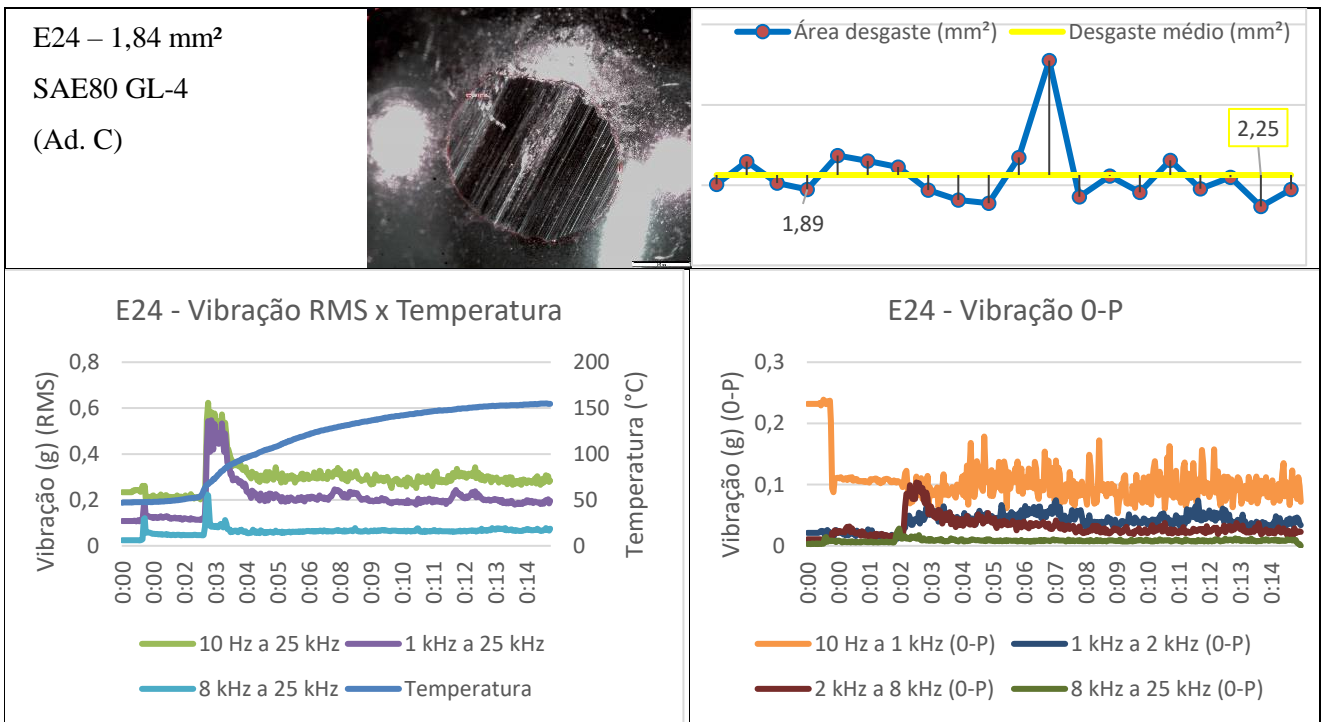 E24 – 1,84 mm²
SAE80 GL-4
(Ad. C)
Área desgaste (mm²) Desgaste médio (mm²)
2,25
1,89
E24 - Vibração RMS x Temperatura
Vibração (g) (RMS)
0,8
0,6
0,4
0,2
0
200
150
100
50
0
Temperatura (°C)
0:00 0:00 0:01 0:03 0:04 0:05 0:06 0:08 0:09 0:10 0:11 0:12 0:13 0:14
10 Hz a 25 kHz 1 kHz a 25 kHz
8 kHz a 25 kHz Temperatura
E24 - Vibração 0-P
Vibração (g) (0-P)
0,3
0,2
0,1
0
0:00 0:00 0:01 0:02 0:03 0:04 0:05 0:06 0:07 0:08 0:09 0:10 0:11 0:12 0:13 0:14
10 Hz a 1 kHz (0-P) 1 kHz a 2 kHz (0-P)
2 kHz a 8 kHz (0-P) 8 kHz a 25 kHz (0-P)